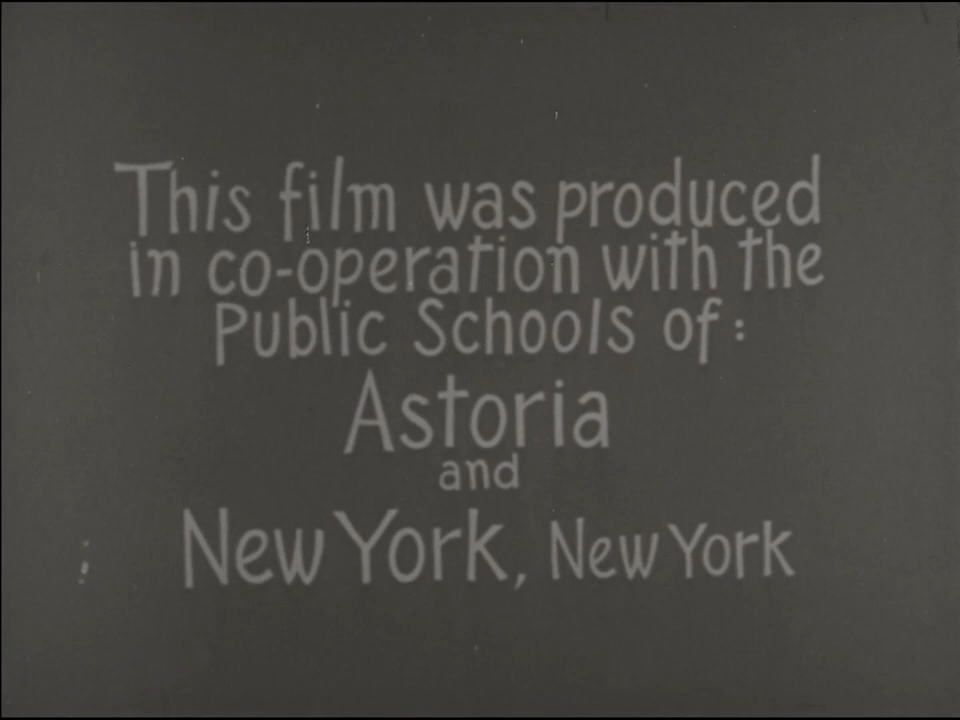 This film was produced
in co-operation with the
Public Schools of:
Astoria
and
New York, New York